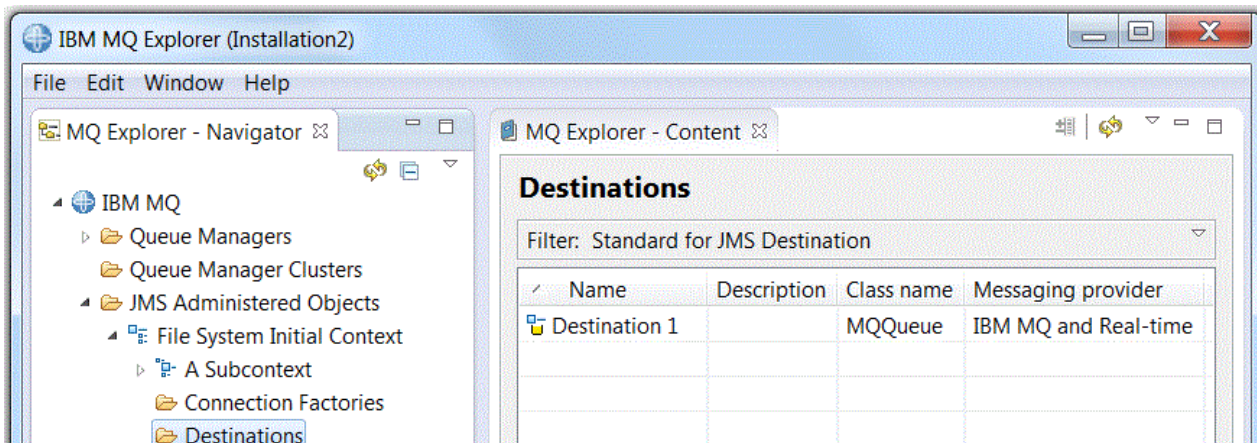 IBM MQ Explorer (Installation2)
File Edit Window Help
MQ Explorer - Navigator
IBM MQ
Queue Managers
Queue Manager Clusters
JMS Administered Objects
File System Initial Context
A Subcontext
Connection Factories
Destinations
MQ Explorer - Content
Destinations
Filter: Standard for JMS Destination
Name Description Class name Messaging provider
Destination 1 MQQueue IBM MQ and Real-time